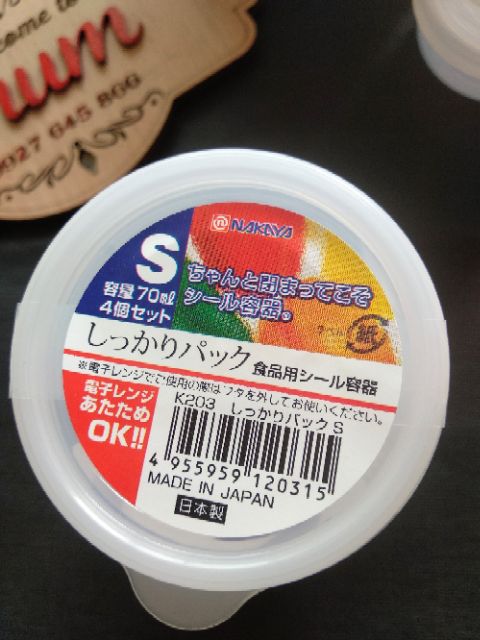 come to
0927 645 866
NAKAYA
S
容量70㎖
4個セット
ちゃんと閉まってこそ
シール容器。
紙
しっかりパック 食品用シール容器
※電子レンジでご使用の際はフタを外してお使いください。
電子レンジ
あたため
OK!!
K203 しっかりパック S
4 955959 120315
MADE IN JAPAN
日本製